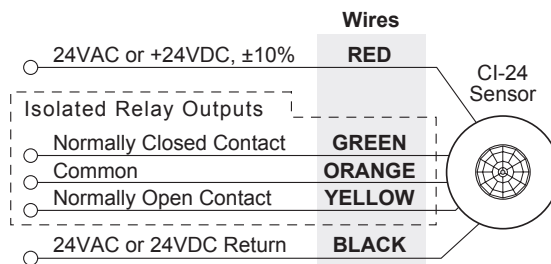 Wires
24VAC or +24VDC, ±10% RED
CI-24
Sensor
Isolated Relay Outputs
Normally Closed Contact GREEN
Common ORANGE
Normally Open Contact YELLOW
24VAC or 24VDC Return BLACK